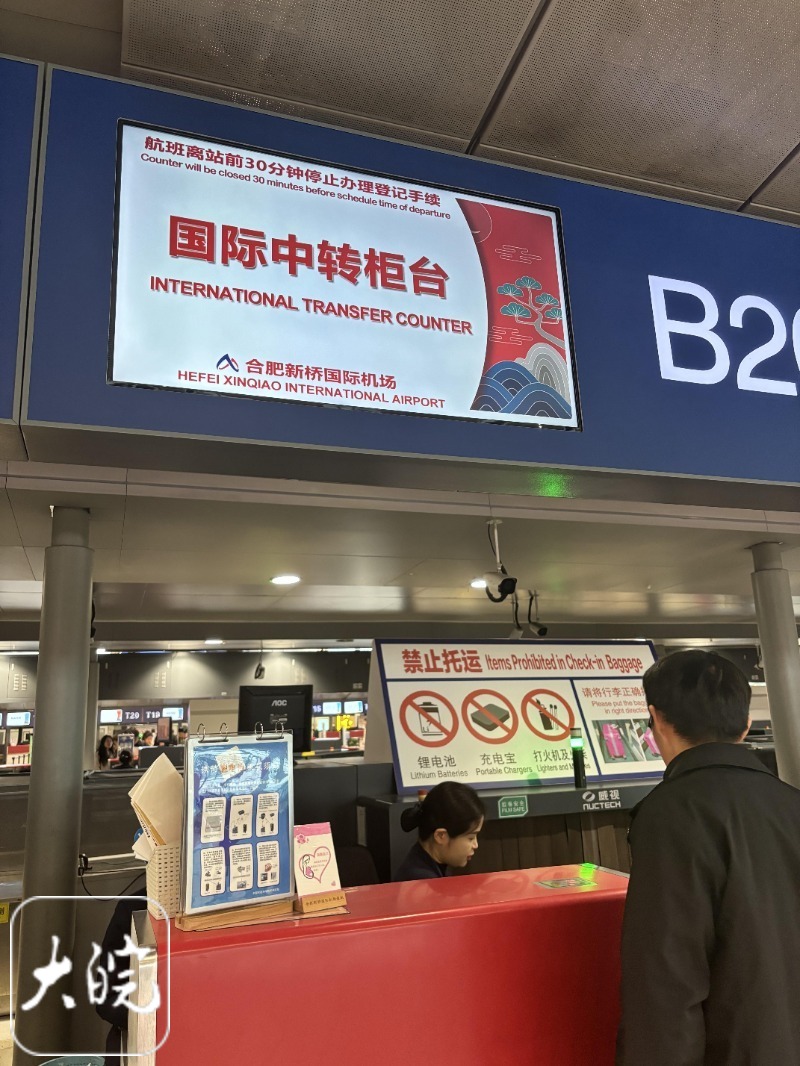 航班离站前30分钟停止办理登记手续
Counter will be closed 30 minutes before schedule time of departure
国际中转柜台
INTERNATIONAL TRANSFER COUNTER
合肥新桥国际机场
HEFEI XINQIAO INTERNATIONAL AIRPORT
B20
禁止托运 Items Prohibited in Check-in Baggage
锂电池
Lithium Batteries
充电宝
Portable Chargers
打火机及
Lighters and
请将行李正确
Please put the bag
in right direction
T20
T19
AOC
FILM SAFE
威视
NUCTECH
大皖